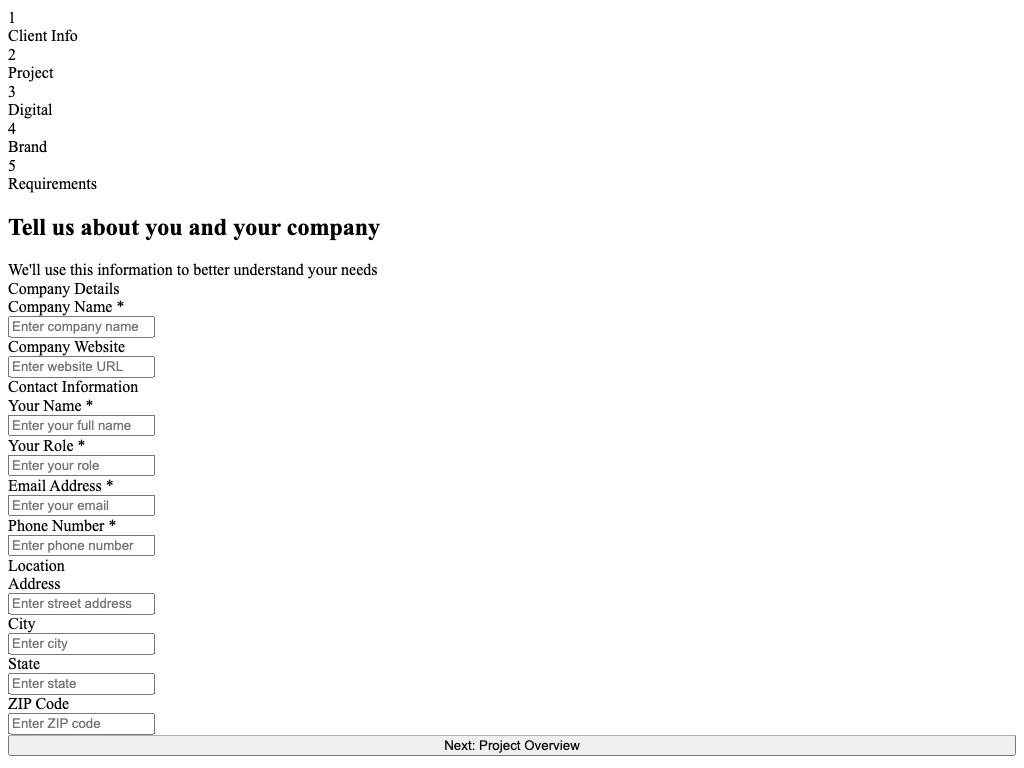 1
Client Info
2
Project
3
Digital
4
Brand
5
Requirements
Tell us about you and your company
We'll use this information to better understand your needs
Company Details
Company Name *
Enter company name
Company Website
Enter website URL
Contact Information
Your Name *
Enter your full name
Your Role *
Enter your role
Email Address *
Enter your email
Phone Number *
Enter phone number
Location
Address
Enter street address
City
Enter city
State
Enter state
ZIP Code
Enter ZIP code
Next: Project Overview